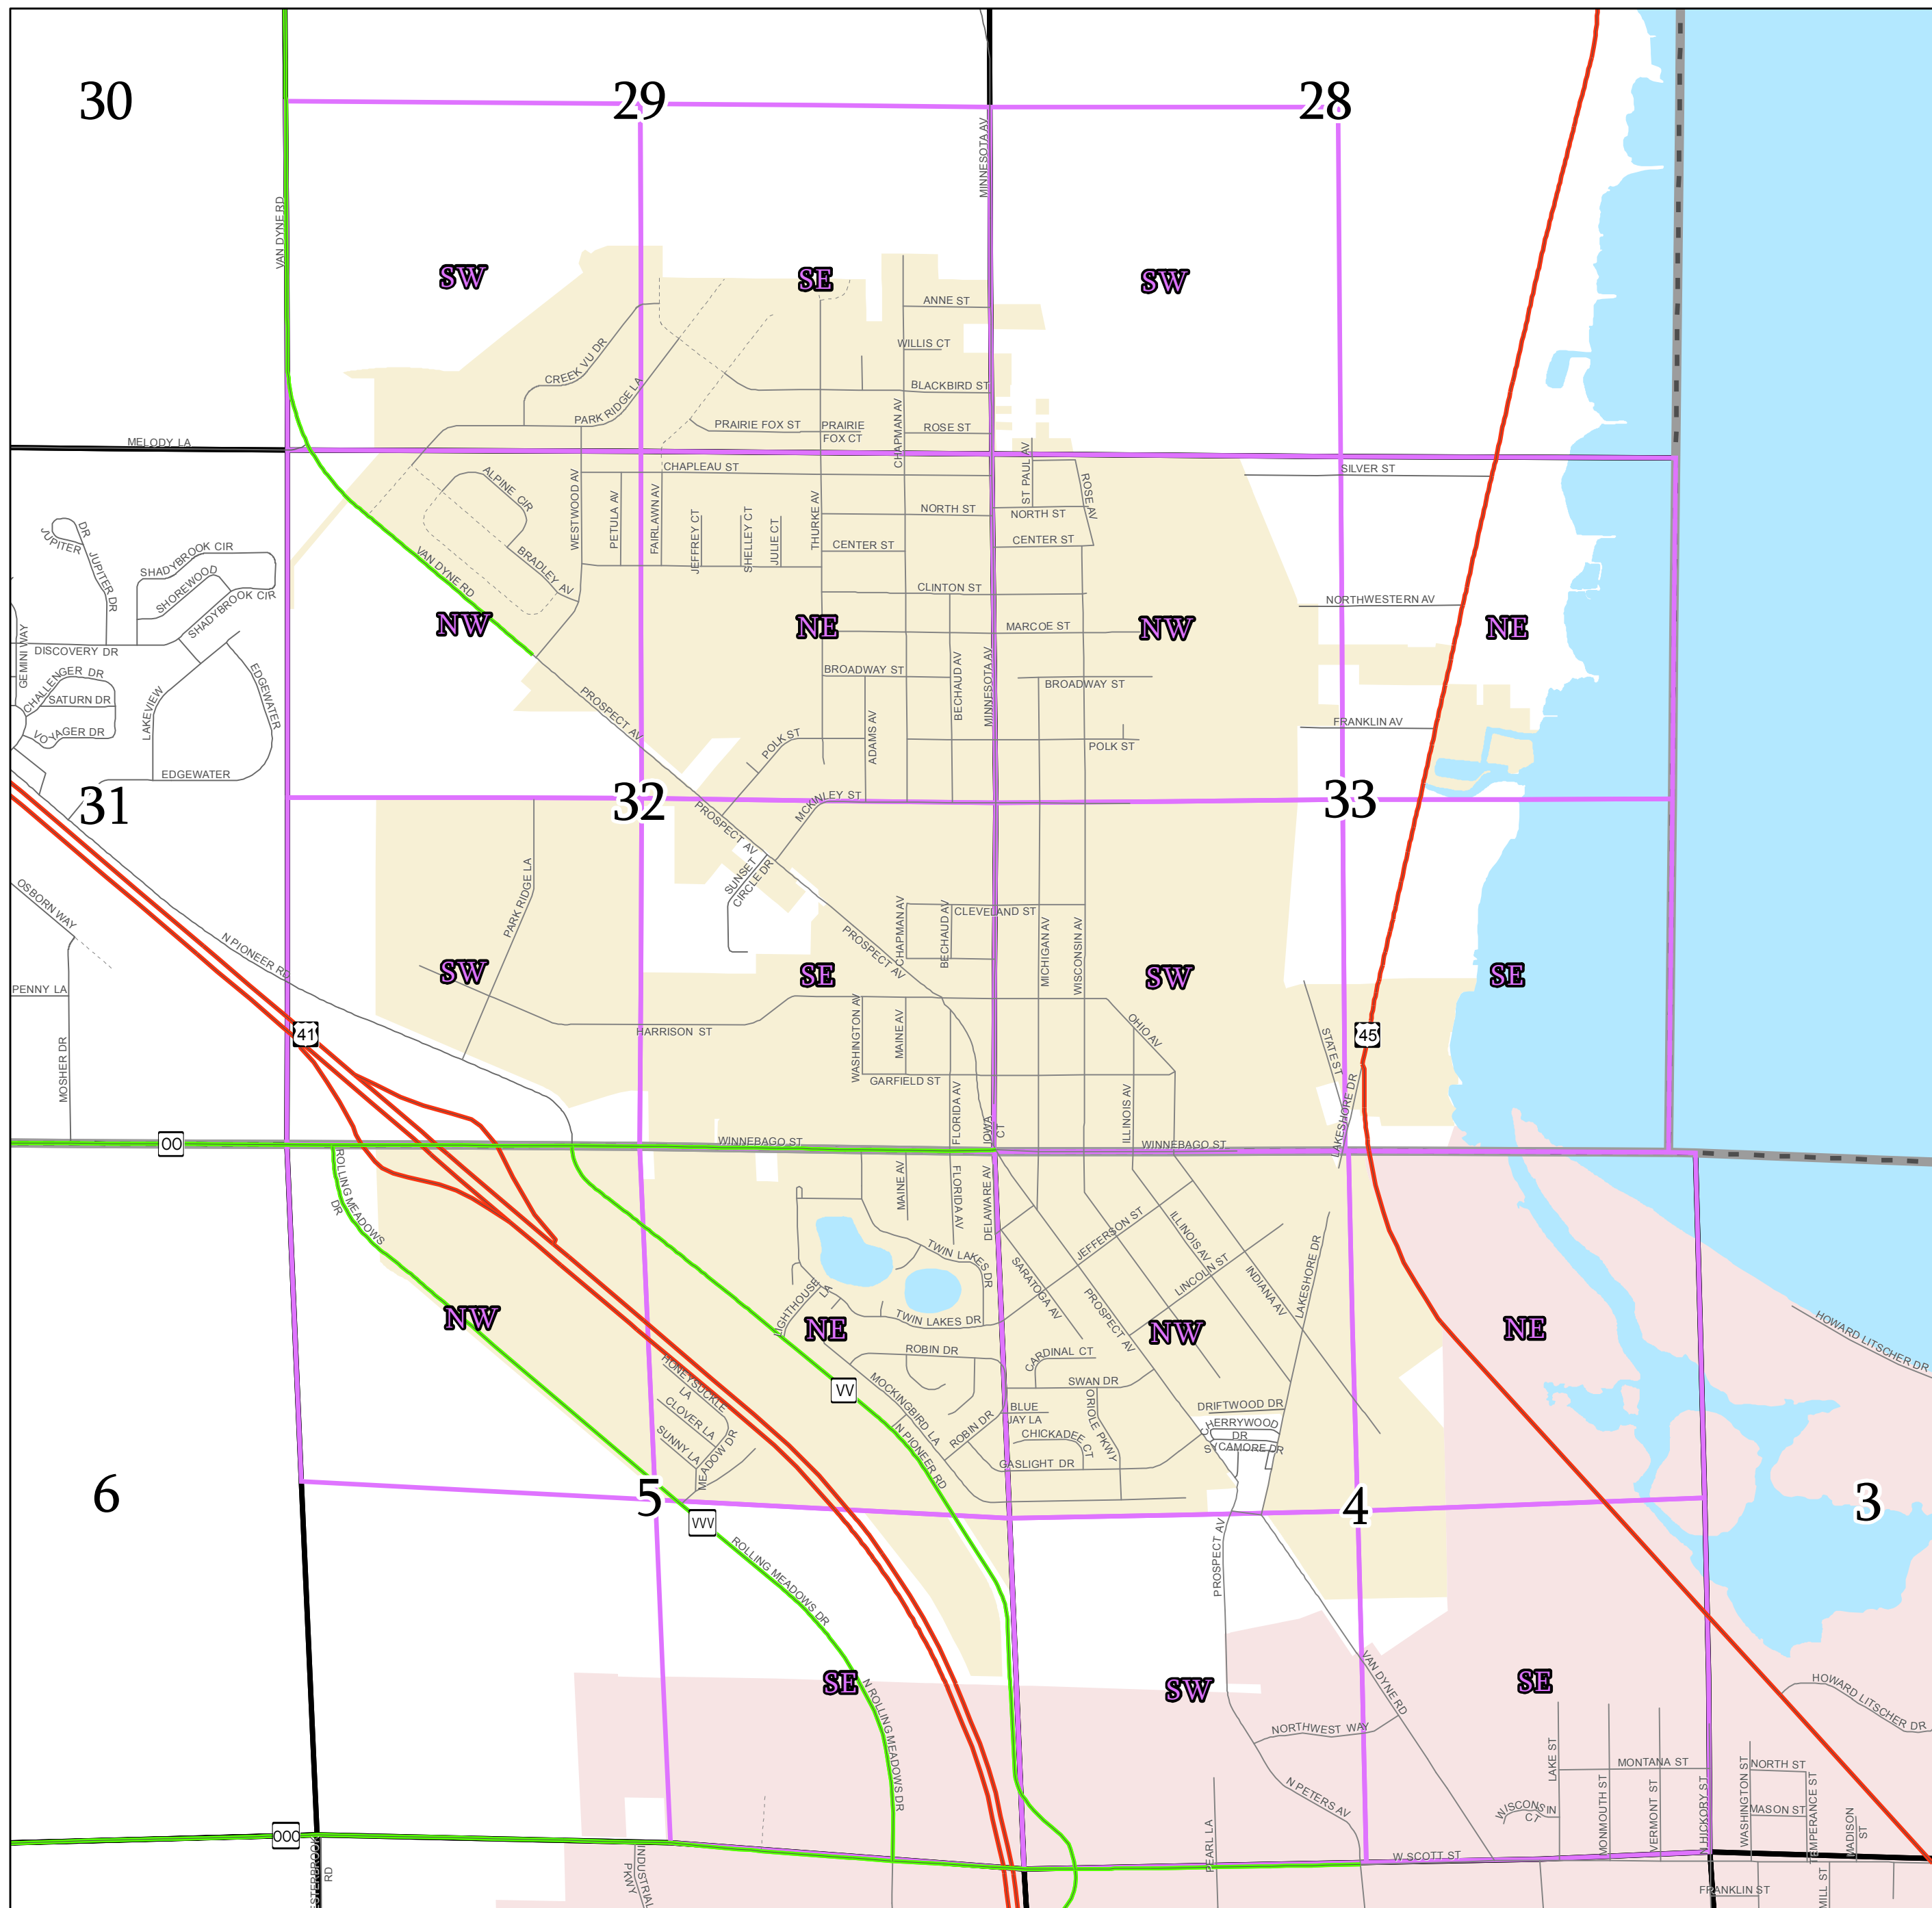 30
29
28
MINNESOTA AV
VAN DYNE RD
SW
SE
SW
ANNE ST
WILLIS CT
CREEK VU DR
BLACKBIRD ST
PARK RIDGE LA
CHAPMAN AV
PRAIRIE FOX ST
PRAIRIE
FOX CT
ROSE ST
MELODY LA
CHAPLEAU ST
ST PAUL AV
ROSE AV
SILVER ST
ALPINE CIR
WESTWOOD AV
PETULA AV
FAIRLAWN AV
JEFFREY CT
SHELLEY CT
JULIE CT
THURKE AV
NORTH ST
NORTH ST
CENTER ST
CENTER ST
JUPITER
DR
JUPITER DR
SHADYBROOK CIR
SHOREWOOD
SHADYBROOK CIR
VAN DYNE RD
BRADLEY AV
CLINTON ST
NORTHWESTERN AV
NW
NE
NW
NE
MARCOE ST
GEMINI WAY
DISCOVERY DR
CHALLENGER DR
SATURN DR
VOYAGER DR
LAKEVIEW
EDGEWATER
EDGEWATER
BROADWAY ST
BECHAUD AV
MINNESOTA AV
BROADWAY ST
PROSPECT AV
ADAMS AV
POLK ST
POLK ST
FRANKLIN AV
31
32
33
MCKINLEY ST
PROSPECT AV
SUNSET
CIRCLE DR
PARK RIDGE LA
OSBORN WAY
N PIONEER RD
CHAPMAN AV
BECHAUD AV
CLEVELAND ST
MICHIGAN AV
WISCONSIN AV
PROSPECT AV
SW
SE
SW
SE
PENNY LA
MOSHER DR
41
HARRISON ST
WASHINGTON AV
MAINE AV
OHIO AV
STATE ST
45
GARFIELD ST
FLORIDA AV
IOWA
CT
ILLINOIS AV
LAKESHORE DR
OO
WINNEBAGO ST
WINNEBAGO ST
ROLLING MEADOWS
DR
MAINE AV
FLORIDA AV
DELAWARE AV
JEFFERSON ST
ILLINOIS AV
TWIN LAKES DR
SARATOGA AV
LINCOLN ST
INDIANA AV
LAKESHORE DR
LIGHTHOUSE
LA
TWIN LAKES DR
PROSPECT AV
NW
NE
NW
NE
HOWARD LITSCHER DR
ROBIN DR
CARDINAL CT
HONEYSUCKLE
LA
CLOVER LA
SUNNY LA
MEADOW DR
VV
MOCKINGBIRD LA
SWAN DR
BLUE
JAY LA
ORIOLE PKWY
DRIFTWOOD DR
CHERRYWOOD
DR
SYCAMORE DR
ROBIN DR
N PIONEER RD
CHICKADEE
CT
GASLIGHT DR
6
5
4
3
VVV
ROLLING MEADOWS DR
PROSPECT AV
SE
SW
SE
N ROLLING MEADOWS DR
VAN DYNE RD
HOWARD LITSCHER DR
NORTHWEST WAY
N PETERS AV
LAKE ST
MONTANA ST
NORTH ST
WISCONSIN
CT
MONMOUTH ST
VERMONT ST
N HICKORY ST
WASHINGTON ST
MASON ST
TEMPERANCE ST
MADISON
ST
OOO
PEARL LA
W SCOTT ST
STERBROOK
RD
INDUSTRIAL
PKWY
FRANKLIN ST
MILL ST